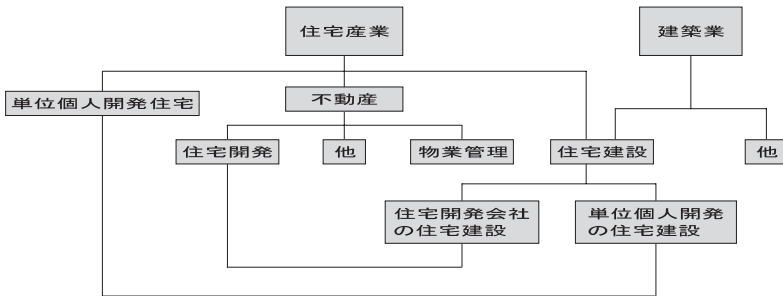 住宅産業
建築業
単位個人開発住宅
不動産
住宅開発
他
物業管理
住宅建設
他
住宅開発会社
の住宅建設
単位個人開発
の住宅建設